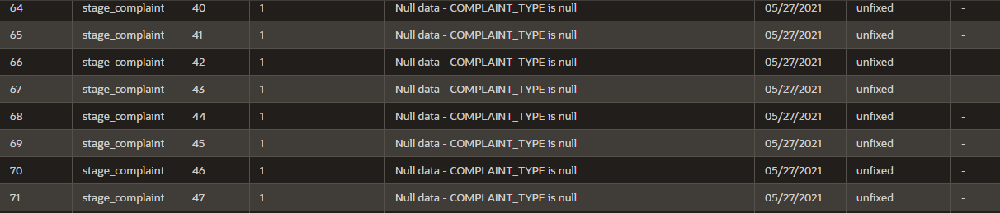 64 stage_complaint 40 1 Null data - COMPLAINT_TYPE is null 05/27/2021 unfixed -
65 stage_complaint 41 1 Null data - COMPLAINT_TYPE is null 05/27/2021 unfixed -
66 stage_complaint 42 1 Null data - COMPLAINT_TYPE is null 05/27/2021 unfixed -
67 stage_complaint 43 1 Null data - COMPLAINT_TYPE is null 05/27/2021 unfixed -
68 stage_complaint 44 1 Null data - COMPLAINT_TYPE is null 05/27/2021 unfixed -
69 stage_complaint 45 1 Null data - COMPLAINT_TYPE is null 05/27/2021 unfixed -
70 stage_complaint 46 1 Null data - COMPLAINT_TYPE is null 05/27/2021 unfixed -
71 stage_complaint 47 1 Null data - COMPLAINT_TYPE is null 05/27/2021 unfixed -